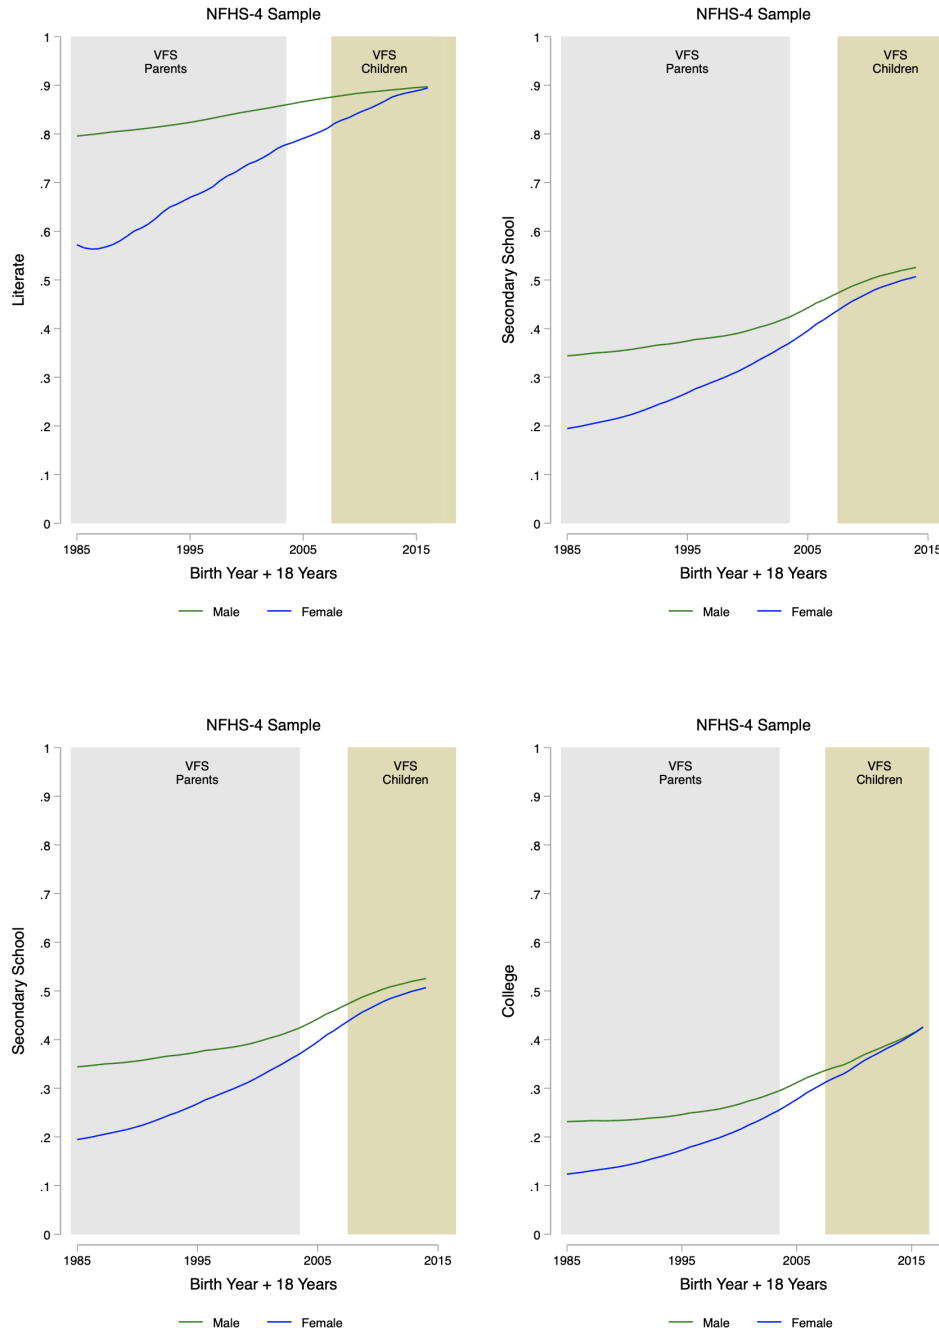 NFHS-4 Sample
VFS
Parents
VFS
Children
1
.9
.8
.7
.6
.5
.4
.3
.2
.1
0
Literate
1985
1995
2005
2015
Birth Year + 18 Years
Male
Female
NFHS-4 Sample
VFS
Parents
VFS
Children
1
.9
.8
.7
.6
.5
.4
.3
.2
.1
0
Secondary School
1985
1995
2005
2015
Birth Year + 18 Years
Male
Female
NFHS-4 Sample
VFS
Parents
VFS
Children
1
.9
.8
.7
.6
.5
.4
.3
.2
.1
0
Secondary School
1985
1995
2005
2015
Birth Year + 18 Years
Male
Female
NFHS-4 Sample
VFS
Parents
VFS
Children
1
.9
.8
.7
.6
.5
.4
.3
.2
.1
0
College
1985
1995
2005
2015
Birth Year + 18 Years
Male
Female